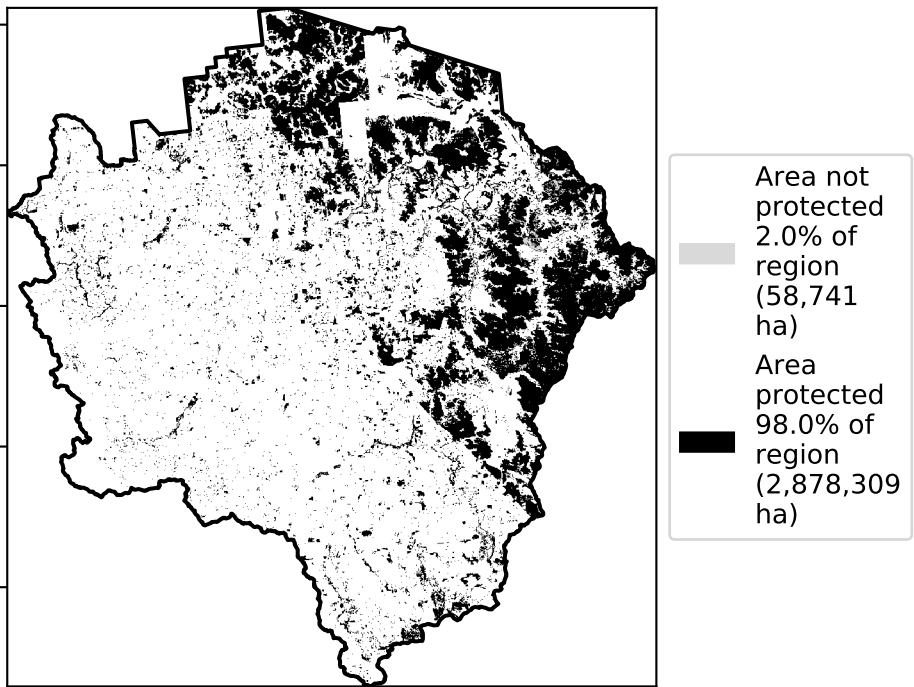 Area not
protected
2.0% of
region
(58,741
ha)
Area
protected
98.0% of
region
(2,878,309
ha)